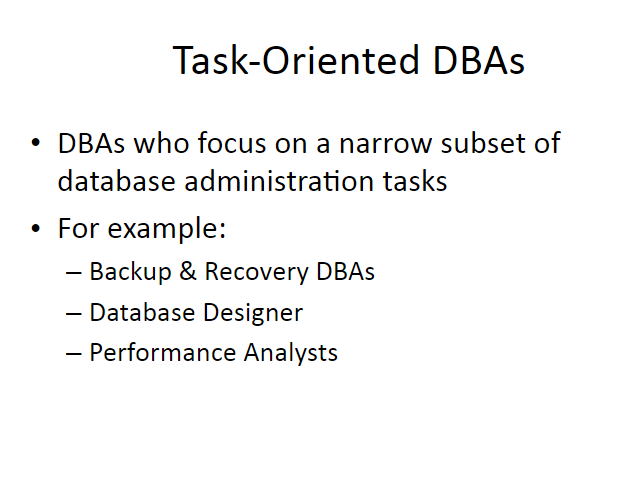 Task-Oriented DBAs
• DBAs who focus on a narrow subset of
database administration tasks
• For example:
– Backup & Recovery DBAs
– Database Designer
– Performance Analysts